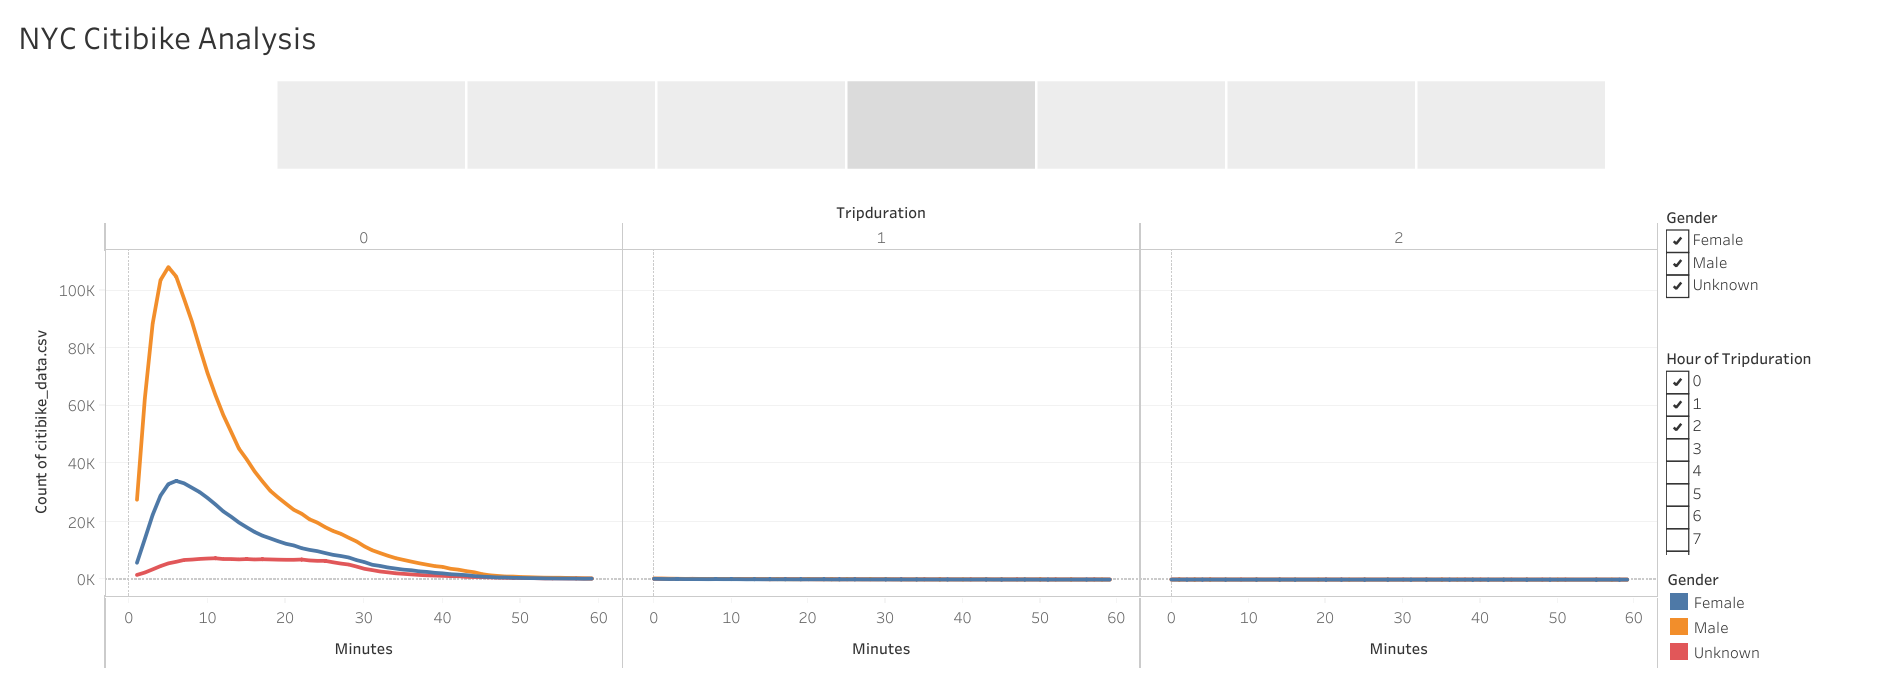 NYC Citibike Analysis
Tripduration
0
1
2
100K
80K
60K
40K
20K
0K
Count of citibike_data.csv
0 10 20 30 40 50 60
0 10 20 30 40 50 60
0 10 20 30 40 50 60
Minutes
Minutes
Minutes
Gender
Female
Male
Unknown
Hour of Tripduration
0
1
2
3
4
5
6
7
Gender
Female
Male
Unknown